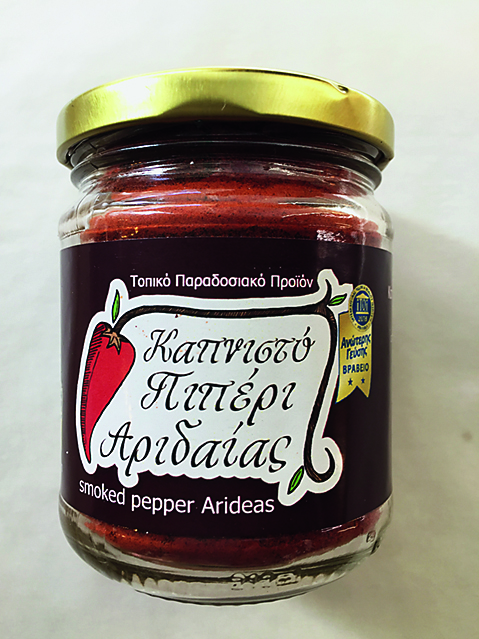 Τοπικό Παραδοσιακό Προϊόν
Καπνιστό
Πιπέρι
Αριδαίας
smoked pepper Arideas
Ανώτερης
Γεύσης
ΒΡΑΒΕΙΟ